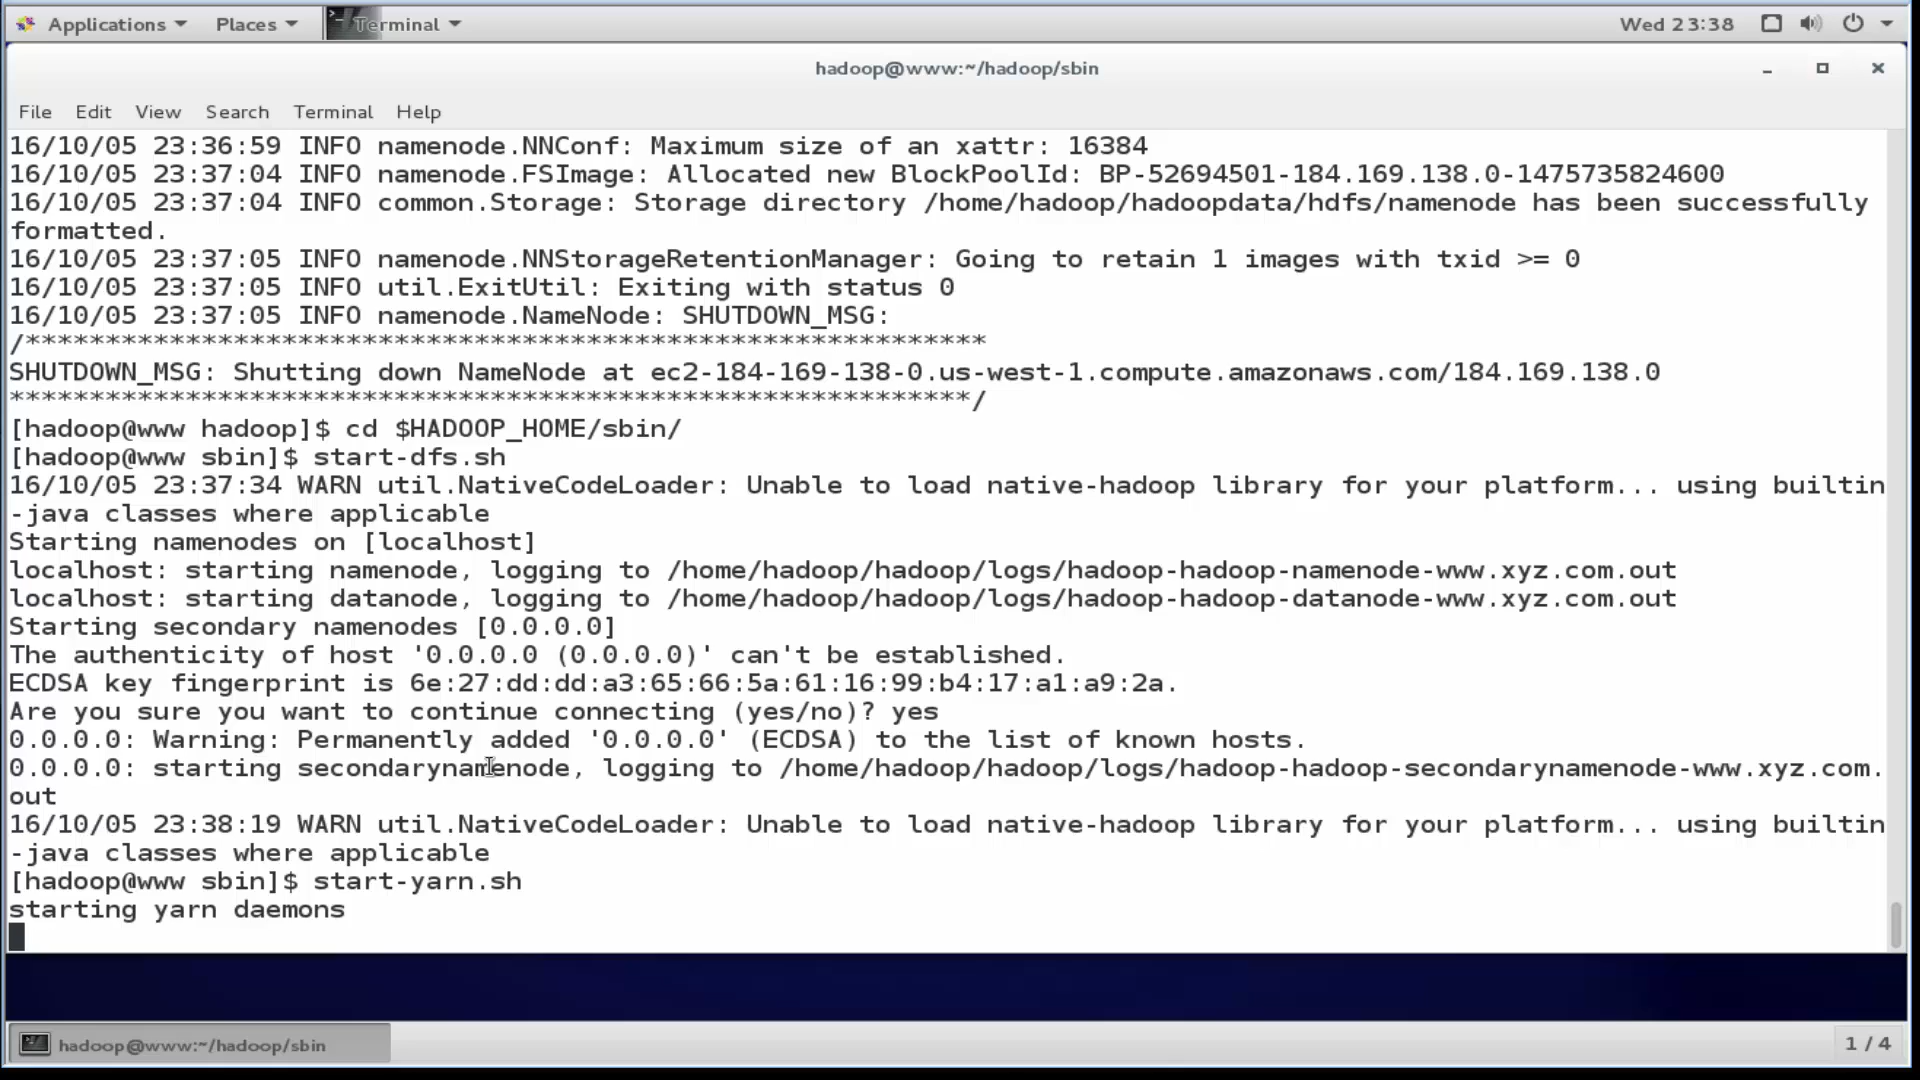 Applications Places Terminal Wed 23:38
hadoop@www:~/hadoop/sbin
File Edit View Search Terminal Help
16/10/05 23:36:59 INFO namenode.NNConf: Maximum size of an xattr: 16384
16/10/05 23:37:04 INFO namenode.FSImage: Allocated new BlockPoolId: BP-52694501-184.169.138.0-1475735824600
16/10/05 23:37:04 INFO common.Storage: Storage directory /home/hadoop/hadoopdata/hdfs/namenode has been successfully
formatted.
16/10/05 23:37:05 INFO namenode.NNStorageRetentionManager: Going to retain 1 images with txid >= 0
16/10/05 23:37:05 INFO util.ExitUtil: Exiting with status 0
16/10/05 23:37:05 INFO namenode.NameNode: SHUTDOWN_MSG:
/************************************************************
SHUTDOWN_MSG: Shutting down NameNode at ec2-184-169-138-0.us-west-1.compute.amazonaws.com/184.169.138.0
************************************************************/
[hadoop@www hadoop]$ cd $HADOOP_HOME/sbin/
[hadoop@www sbin]$ start-dfs.sh
16/10/05 23:37:34 WARN util.NativeCodeLoader: Unable to load native-hadoop library for your platform... using builtin
-java classes where applicable
Starting namenodes on [localhost]
localhost: starting namenode, logging to /home/hadoop/hadoop/logs/hadoop-hadoop-namenode-www.xyz.com.out
localhost: starting datanode, logging to /home/hadoop/hadoop/logs/hadoop-hadoop-datanode-www.xyz.com.out
Starting secondary namenodes [0.0.0.0]
The authenticity of host '0.0.0.0 (0.0.0.0)' can't be established.
ECDSA key fingerprint is 6e:27:dd:dd:a3:65:66:5a:61:16:99:b4:17:a1:a9:2a.
Are you sure you want to continue connecting (yes/no)? yes
0.0.0.0: Warning: Permanently added '0.0.0.0' (ECDSA) to the list of known hosts.
0.0.0.0: starting secondarynamenode, logging to /home/hadoop/hadoop/logs/hadoop-hadoop-secondarynamenode-www.xyz.com.
out
16/10/05 23:38:19 WARN util.NativeCodeLoader: Unable to load native-hadoop library for your platform... using builtin
-java classes where applicable
[hadoop@www sbin]$ start-yarn.sh
starting yarn daemons
hadoop@www:~/hadoop/sbin 1 / 4